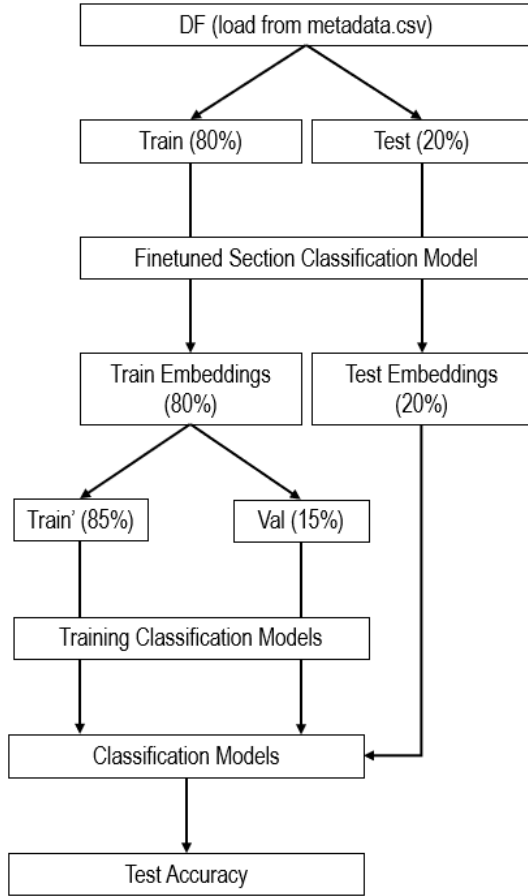 DF (load from metadata.csv)
Train (80%)
Test (20%)
Finetuned Section Classification Model
Train Embeddings
(80%)
Test Embeddings
(20%)
Train’ (85%)
Val (15%)
Training Classification Models
Classification Models
Test Accuracy